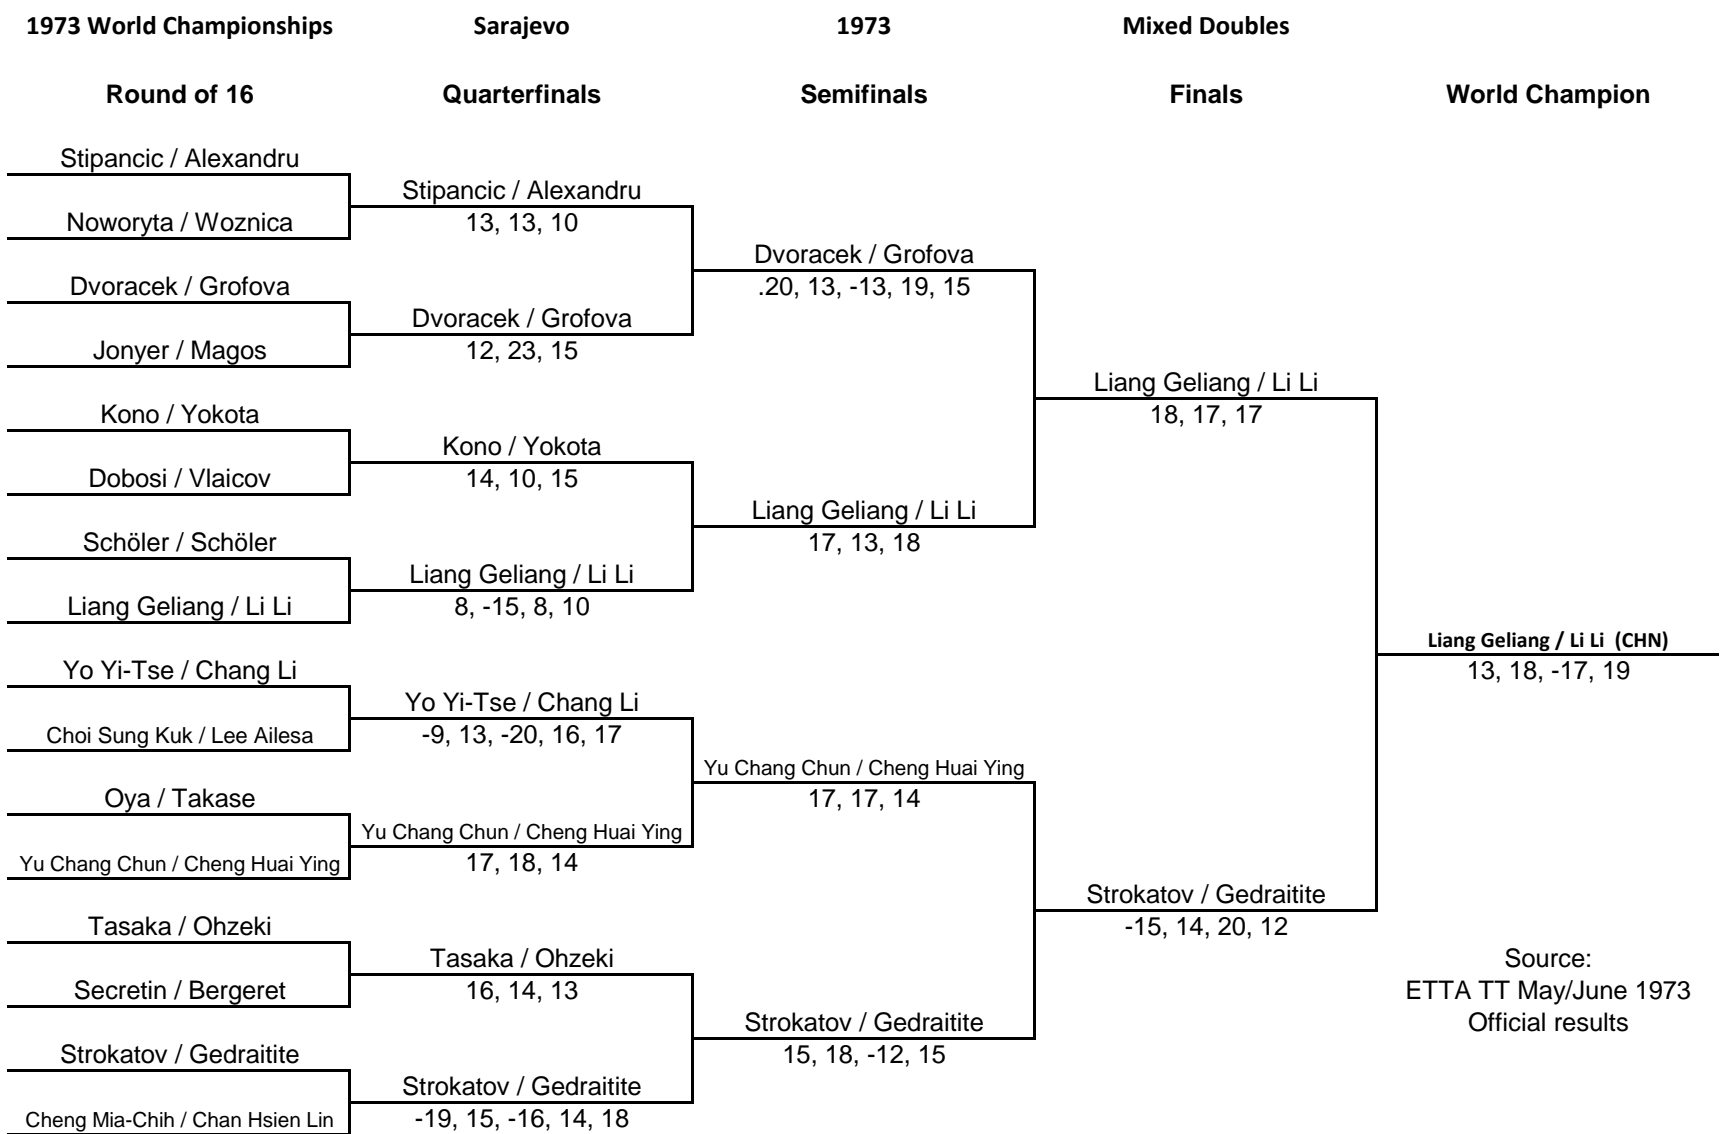 1973 World Championships Sarajevo 1973 Mixed Doubles
Round of 16 Quarterfinals Semifinals Finals World Champion
Stipancic / Alexandru
Noworyta / Woznica
Dvoracek / Grofova
Jonyer / Magos
Kono / Yokota
Dobosi / Vlaicov
Schöler / Schöler
Liang Geliang / Li Li
Yo Yi-Tse / Chang Li
Choi Sung Kuk / Lee Ailesa
Oya / Takase
Yu Chang Chun / Cheng Huai Ying
Tasaka / Ohzeki
Secretin / Bergeret
Strokatov / Gedraitite
Cheng Mia-Chih / Chan Hsien Lin
Stipancic / Alexandru
13, 13, 10
Dvoracek / Grofova
12, 23, 15
Kono / Yokota
14, 10, 15
Liang Geliang / Li Li
8, -15, 8, 10
Yo Yi-Tse / Chang Li
-9, 13, -20, 16, 17
Yu Chang Chun / Cheng Huai Ying
17, 18, 14
Tasaka / Ohzeki
16, 14, 13
Strokatov / Gedraitite
-19, 15, -16, 14, 18
Dvoracek / Grofova
.20, 13, -13, 19, 15
Liang Geliang / Li Li
17, 13, 18
Yu Chang Chun / Cheng Huai Ying
17, 17, 14
Strokatov / Gedraitite
15, 18, -12, 15
Liang Geliang / Li Li
18, 17, 17
Strokatov / Gedraitite
-15, 14, 20, 12
Liang Geliang / Li Li (CHN)
13, 18, -17, 19
Source:
ETTA TT May/June 1973
Official results